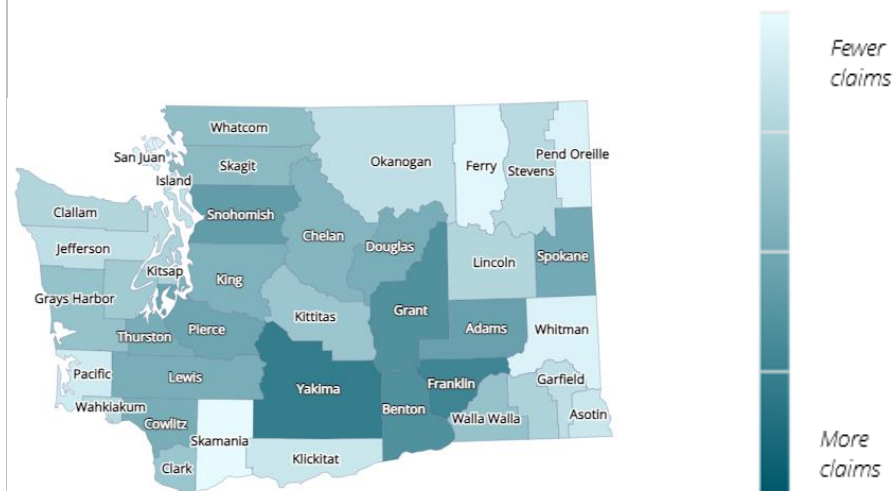 Fewer
claims
Whatcom
San Juan
Skagit
Okanogan
Ferry
Pend Oreille
Stevens
Island
Clallam
Snohomish
Chelan
Douglas
Jefferson
Kitsap
King
Lincoln
Spokane
Grays Harbor
Kittitas
Grant
Thurston
Pierce
Adams
Whitman
Pacific
Lewis
Yakima
Franklin
Garfield
Wahkiakum
Cowlitz
Benton
Walla Walla
Asotin
Skamania
Clark
Klickitat
More
claims